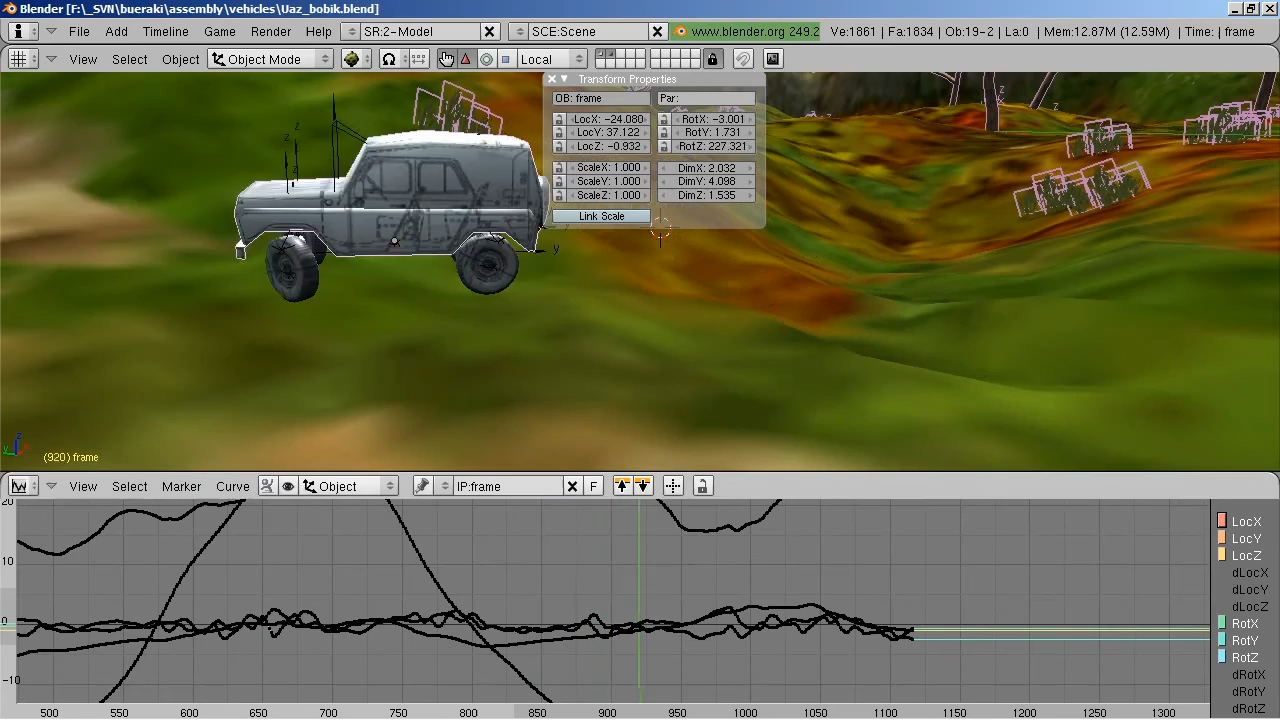 Blender [F:\_SVN\bueraki\assembly\vehicles\Uaz_bobik.blend]
File Add Timeline Game Render Help SR:2-Model SCE:Scene www.blender.org 249.2 Ve:1861 | Fa:1834 | Ob:19-2 | La:0 | Mem:12.87M (12.59M) | Time: | frame
View Select Object Object Mode Local
Transform Properties
OB: frame Par:
LocX: -24.080 RotX: -3.001
LocY: 37.122 RotY: 1.731
LocZ: -0.932 RotZ: 227.321
ScaleX: 1.000 DimX: 2.032
ScaleY: 1.000 DimY: 4.098
ScaleZ: 1.000 DimZ: 1.535
Link Scale
z
z
z
y
z
z
z
y
(920) frame
View Select Marker Curve Object IP:frame F
20
10
0
-10
LocX
LocY
LocZ
dLocX
dLocY
dLocZ
RotX
RotY
RotZ
dRotX
dRotY
dRotZ
500 550 600 650 700 750 800 850 900 950 1000 1050 1100 1150 1200 1250 1300